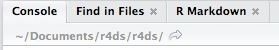 Console Find in Files × R Markdown ×
~/Documents/r4ds/r4ds/